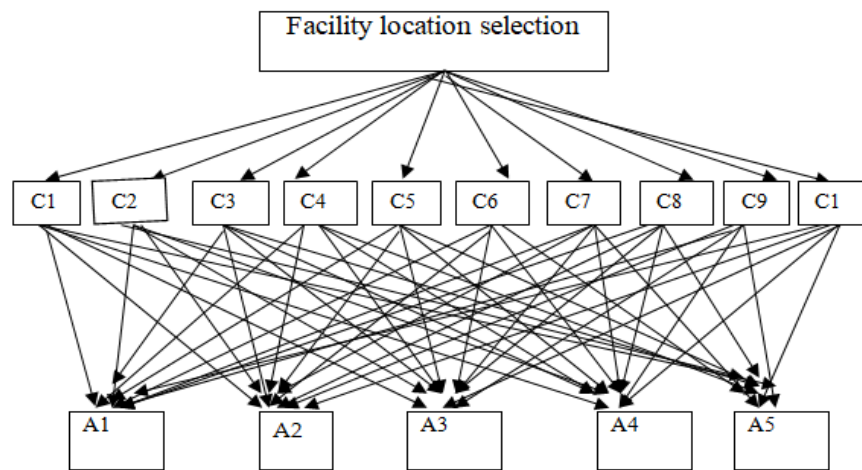 Facility location selection
C1 C2 C3 C4 C5 C6 C7 C8 C9 C1
A1 A2 A3 A4 A5